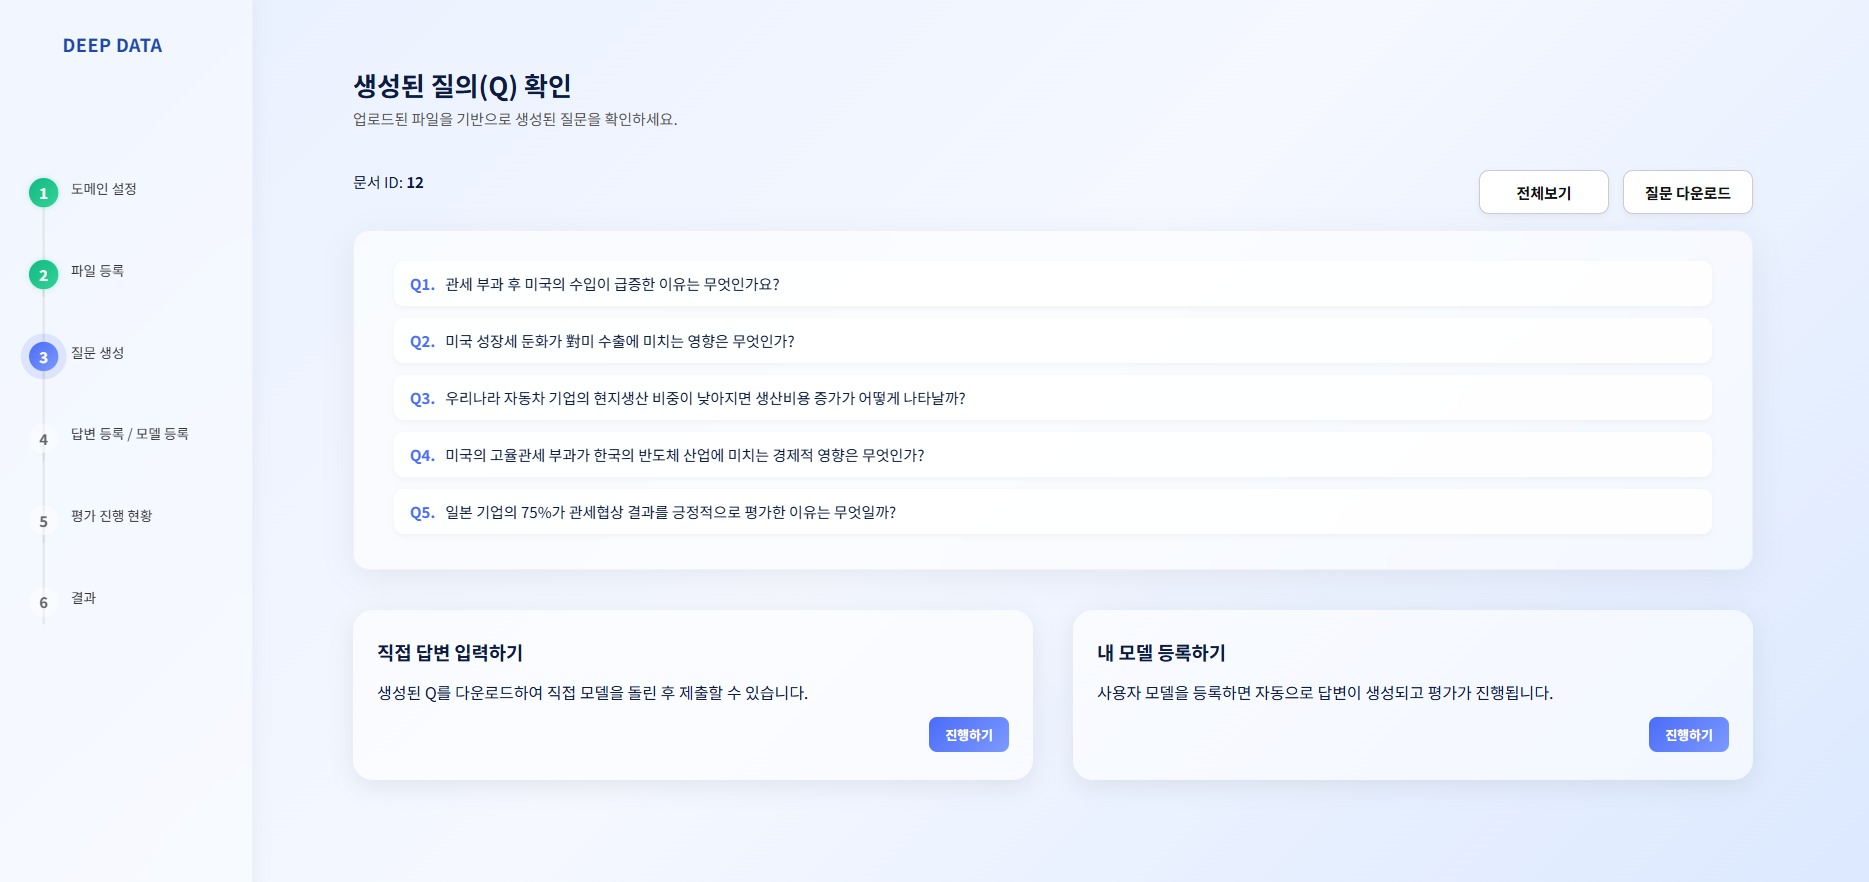 DEEP DATA
1 도메인 설정
2 파일 등록
3 질문 생성
4 답변 등록 / 모델 등록
5 평가 진행 현황
6 결과
생성된 질의(Q) 확인
업로드된 파일을 기반으로 생성된 질문을 확인하세요.
문서 ID: 12
전체보기
질문 다운로드
Q1. 관세 부과 후 미국의 수입이 급증한 이유는 무엇인가요?
Q2. 미국 성장세 둔화가 對미 수출에 미치는 영향은 무엇인가?
Q3. 우리나라 자동차 기업의 현지생산 비중이 낮아지면 생산비용 증가가 어떻게 나타날까?
Q4. 미국의 고율관세 부과가 한국의 반도체 산업에 미치는 경제적 영향은 무엇인가?
Q5. 일본 기업의 75%가 관세협상 결과를 긍정적으로 평가한 이유는 무엇일까?
직접 답변 입력하기
생성된 Q를 다운로드하여 직접 모델을 돌린 후 제출할 수 있습니다.
진행하기
내 모델 등록하기
사용자 모델을 등록하면 자동으로 답변이 생성되고 평가가 진행됩니다.
진행하기